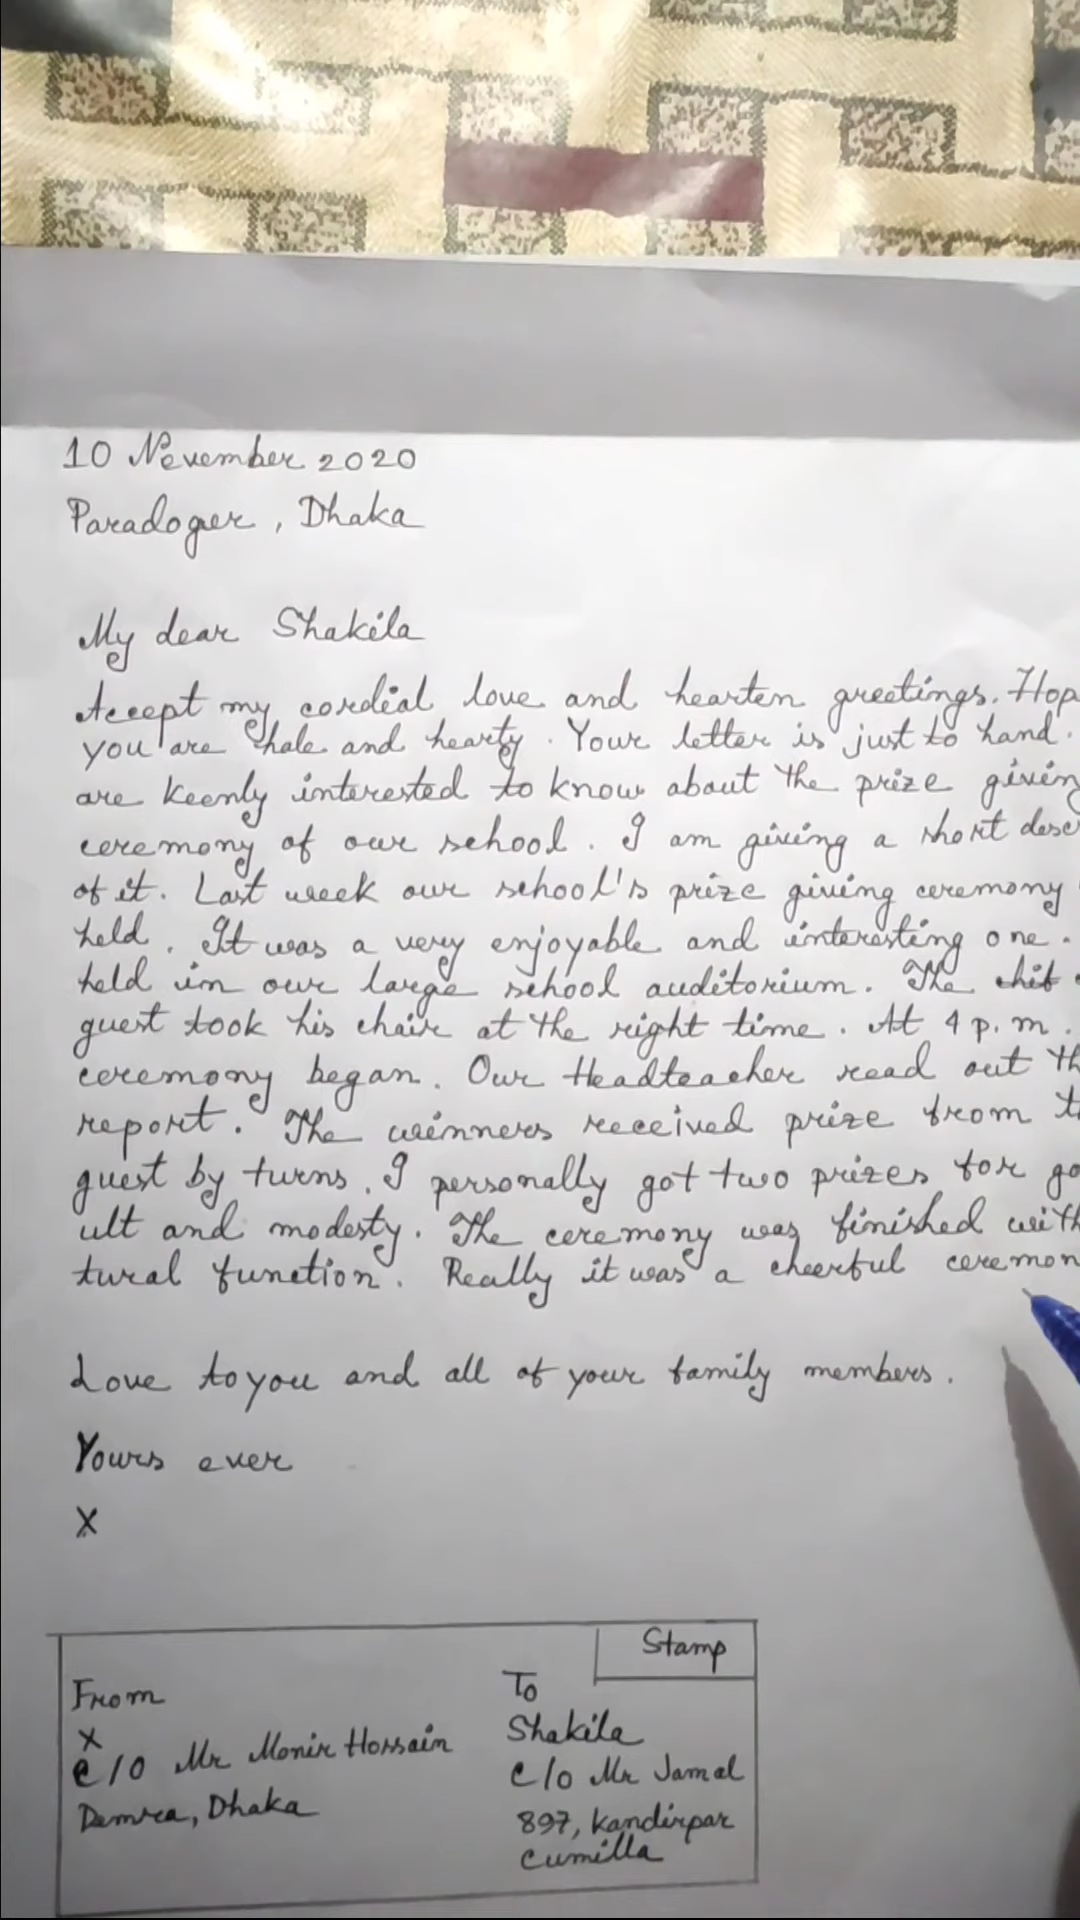 10 November 2020
Paradoger, Dhaka
My dear Shakila
Accept my cordial love and hearten greetings. Hop
you are hale and hearty. Your letter is just to hand.
are keenly interested to know about the prize giving
ceremony of our school. I am giving a short desc
of it. Last week our school's prize giving ceremony
held. It was a very enjoyable and interesting one.
held in our large school auditorium. The chif
guest took his chair at the right time. At 4 p.m.
ceremony began. Our Headteacher read out th
report. The winners received prize from t
guest by turns. I personally got two prizes for go
ult and modesty. The ceremony was finished with
tural function. Really it was a cheerful ceremon
Love to you and all of your family members.
Yours ever
X
Stamp
From
X
C/O Mr Monir Hossain
Demra, Dhaka
To
Shakila
C/o Mr Jamal
897, Kandirpar
Cumilla